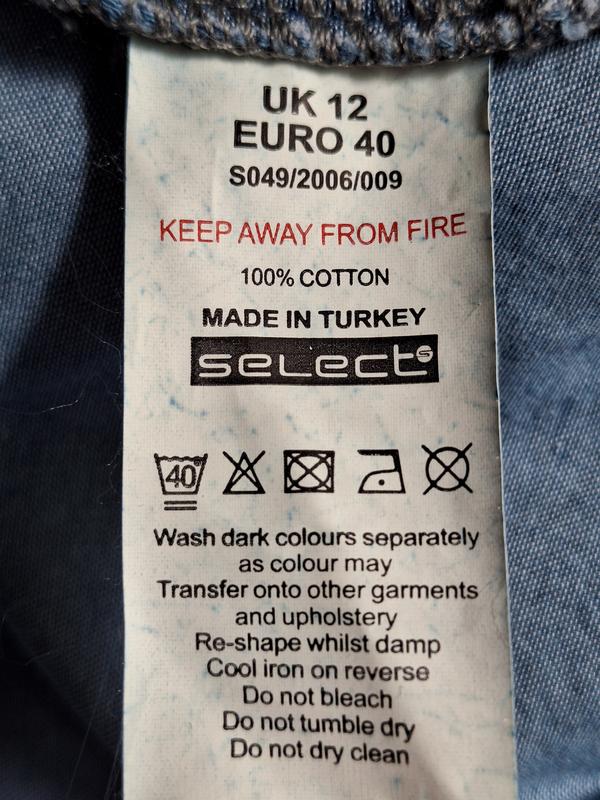 UK 12
EURO 40
S049/2006/009
KEEP AWAY FROM FIRE
100% COTTON
MADE IN TURKEY
select s
40
Wash dark colours separately
as colour may
Transfer onto other garments
and upholstery
Re-shape whilst damp
Cool iron on reverse
Do not bleach
Do not tumble dry
Do not dry clean